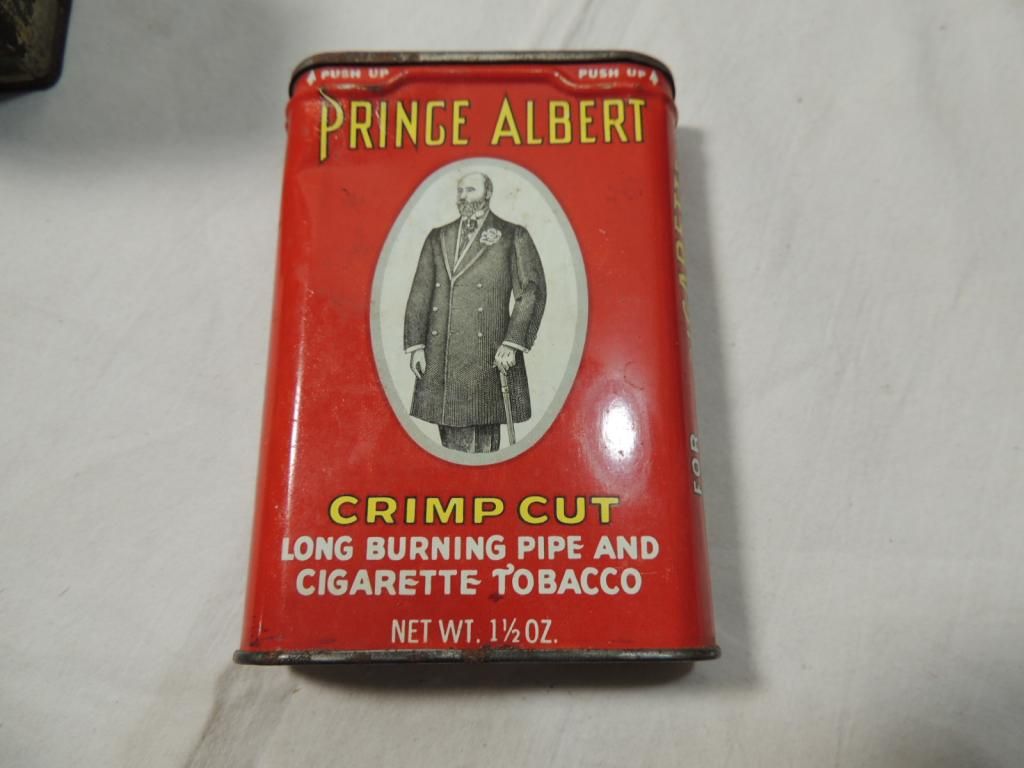 PUSH UP PUSH UP
PRINCE ALBERT
CRIMP CUT
LONG BURNING PIPE AND
CIGARETTE TOBACCO
NET WT. 1½ OZ.
FOR